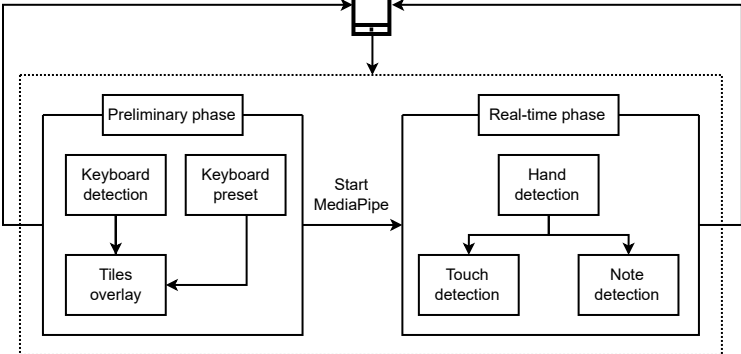 Preliminary phase
Real-time phase
Keyboard
detection
Keyboard
preset
Start
MediaPipe
Hand
detection
Tiles
overlay
Touch
detection
Note
detection